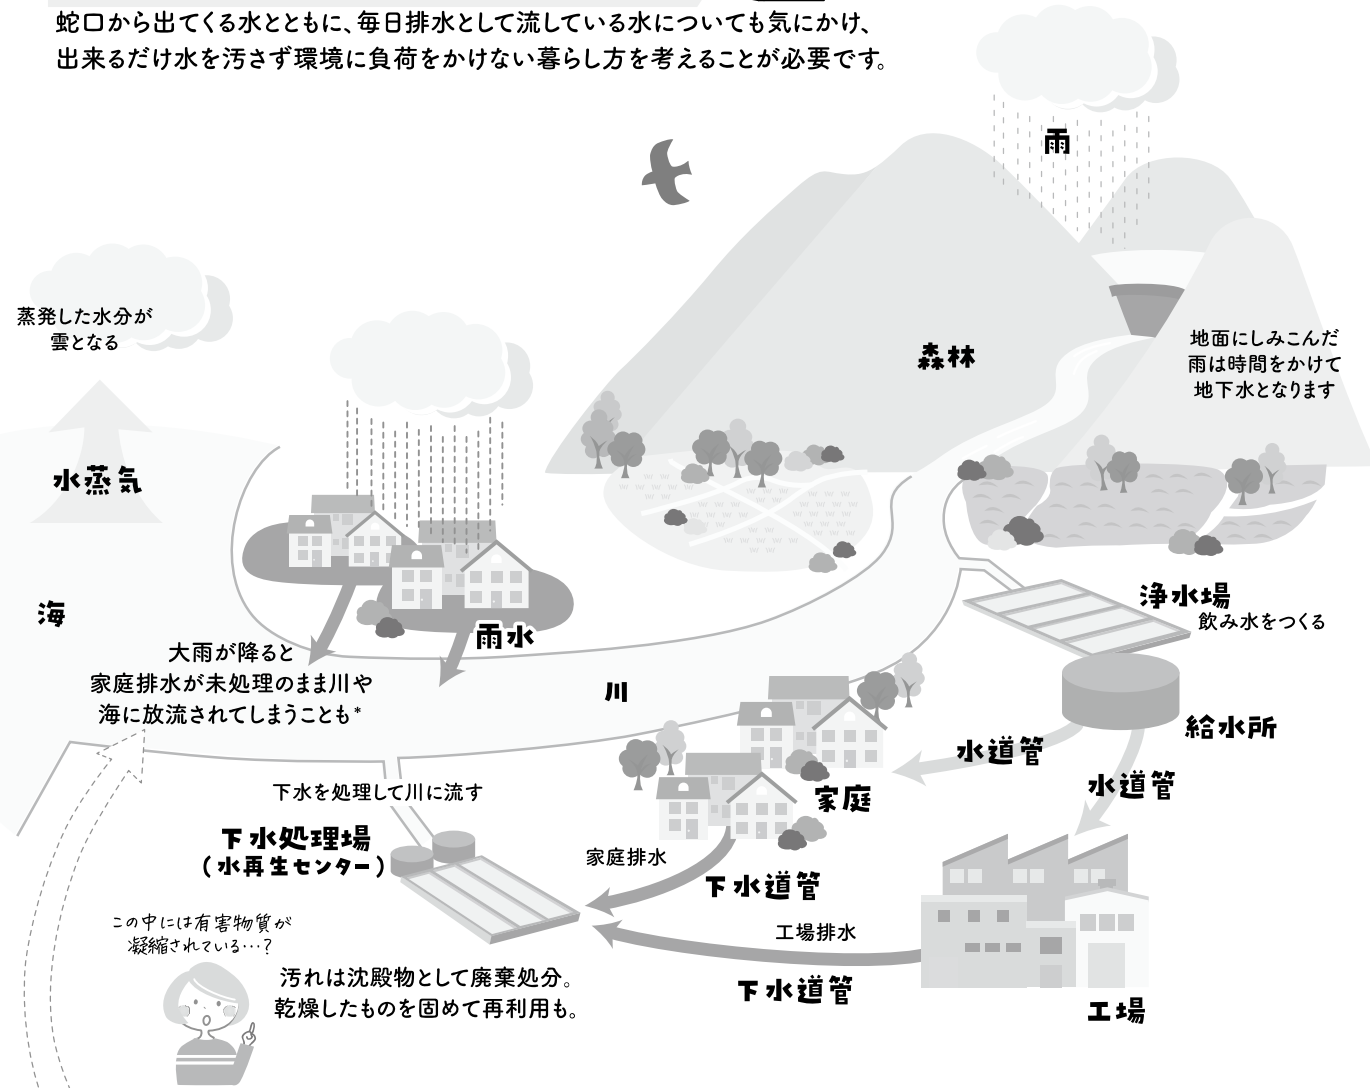 蛇口から出てくる水とともに、毎日排水として流している水についても気にかけ、
出来るだけ水を汚さず環境に負荷をかけない暮らし方を考えることが必要です。
雨
蒸発した水分が
雲となる
森林
地面にしみこんだ
雨は時間をかけて
地下水となります
水蒸気
海
浄水場
飲み水をつくる
雨水
大雨が降ると
家庭排水が未処理のまま川や
海に放流されてしまうことも*
川
給水所
水道管
水道管
家庭
下水を処理して川に流す
下水処理場
(水再生センター)
家庭排水
下水道管
工場排水
下水道管
工場
この中には有害物質が
凝縮されている…?
汚れは沈殿物として廃棄処分。
乾燥したものを固めて再利用も。